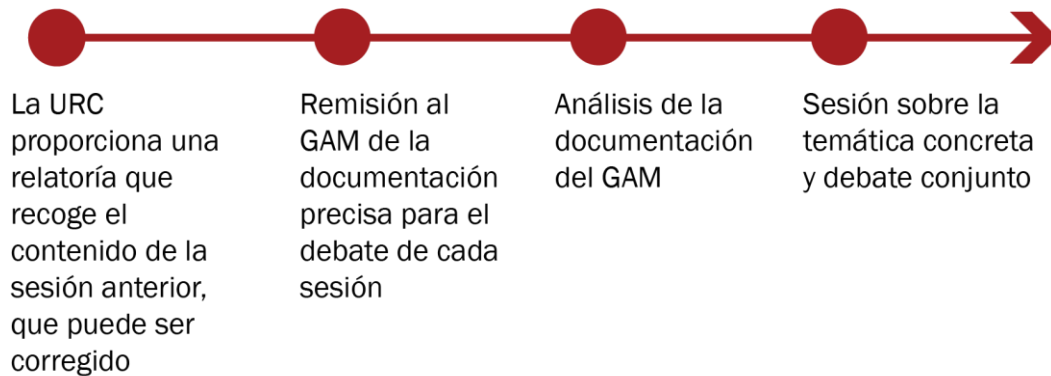 La URC
proporciona una
relatoría que
recoge el
contenido de la
sesión anterior,
que puede ser
corregido
Remisión al
GAM de la
documentación
precisa para el
debate de cada
sesión
Análisis de la
documentación
del GAM
Sesión sobre la
temática concreta
y debate conjunto